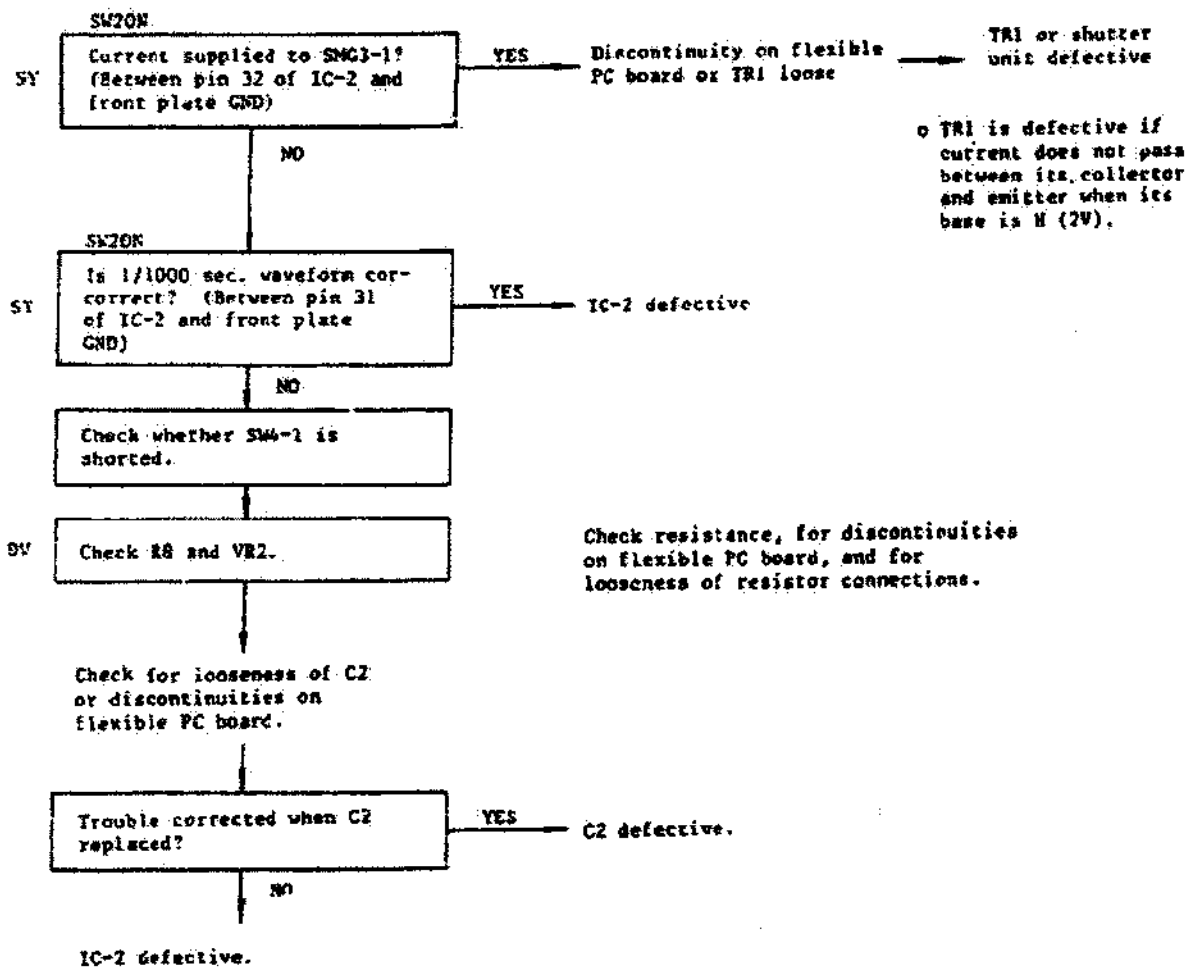 SW2ON
SY
Current supplied to SMG3-1?
(Between pin 32 of IC-2 and
front plate GND)
YES
Discontinuity on flexible
PC board or TR1 loose
TR1 or shutter
unit defective
o TR1 is defective if
current does not pass
between its collector
and emitter when its
base is H (2V).
NO
SW2ON
SY
Is 1/1000 sec. waveform cor-
correct? (Between pin 31
of IC-2 and front plate
GND)
YES
IC-2 defective
NO
Check whether SW4-1 is
shorted.
Check R8 and VR2.
Check resistance, for discontinuities
on flexible PC board, and for
looseness of resistor connections.
Check for looseness of C2
or discontinuities on
flexible PC board.
Trouble corrected when C2
replaced?
YES
C2 defective.
NO
IC-2 defective.